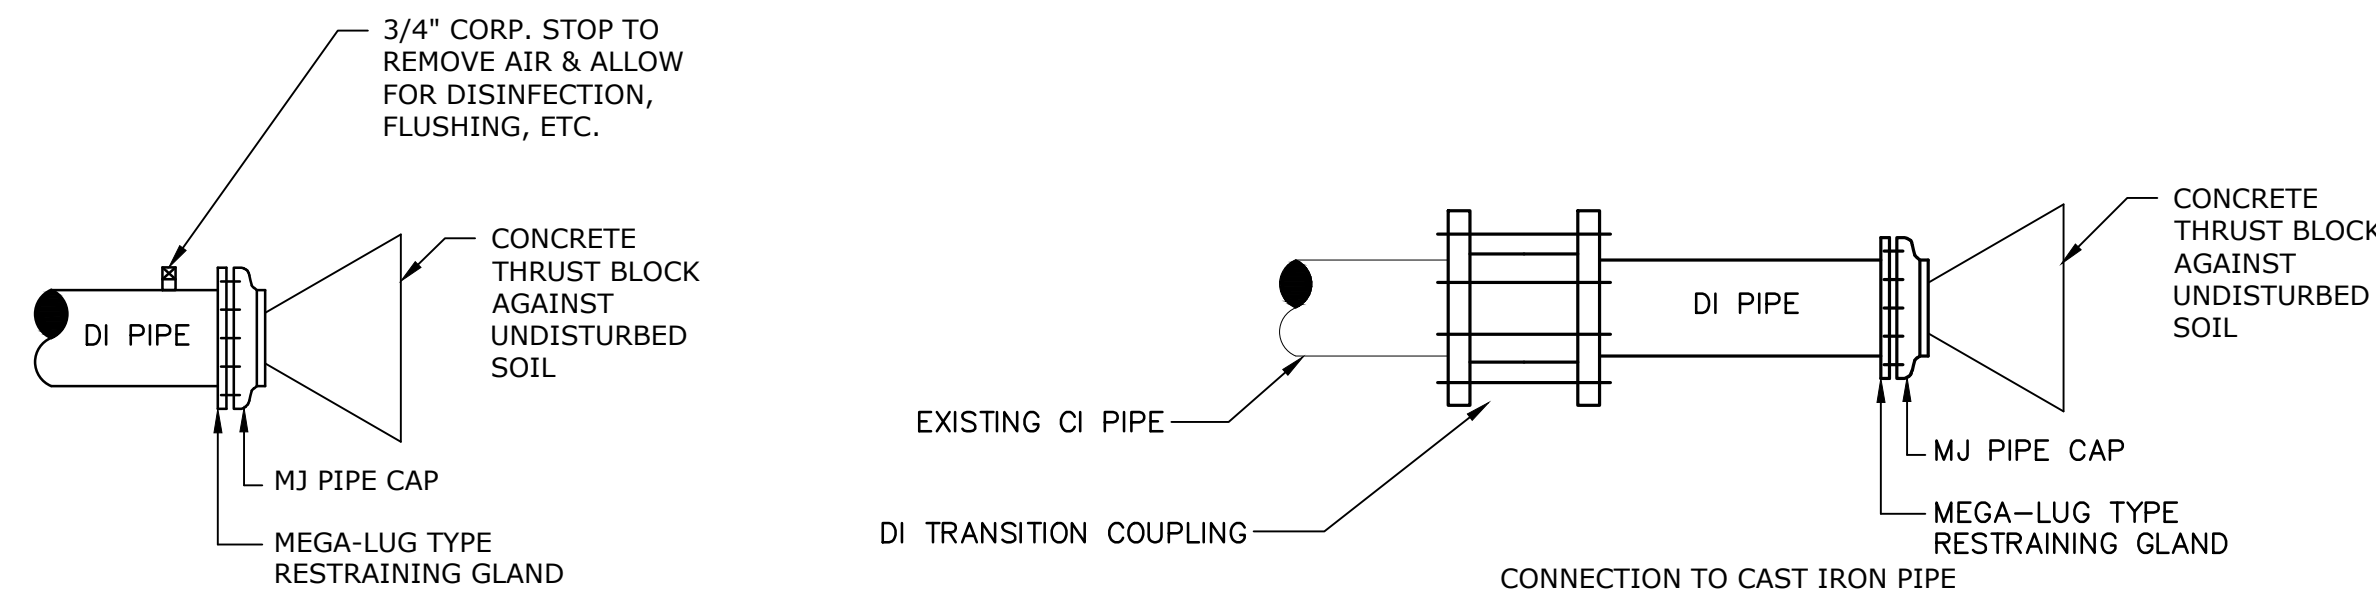 3/4" CORP. STOP TO
REMOVE AIR & ALLOW
FOR DISINFECTION,
FLUSHING, ETC.
CONCRETE
THRUST BLOCK
AGAINST
UNDISTURBED
SOIL
DI PIPE
MJ PIPE CAP
MEGA-LUG TYPE
RESTRAINING GLAND
CONCRETE
THRUST BLOCK
AGAINST
UNDISTURBED
SOIL
DI PIPE
EXISTING CI PIPE
MJ PIPE CAP
DI TRANSITION COUPLING
MEGA-LUG TYPE
RESTRAINING GLAND
CONNECTION TO CAST IRON PIPE